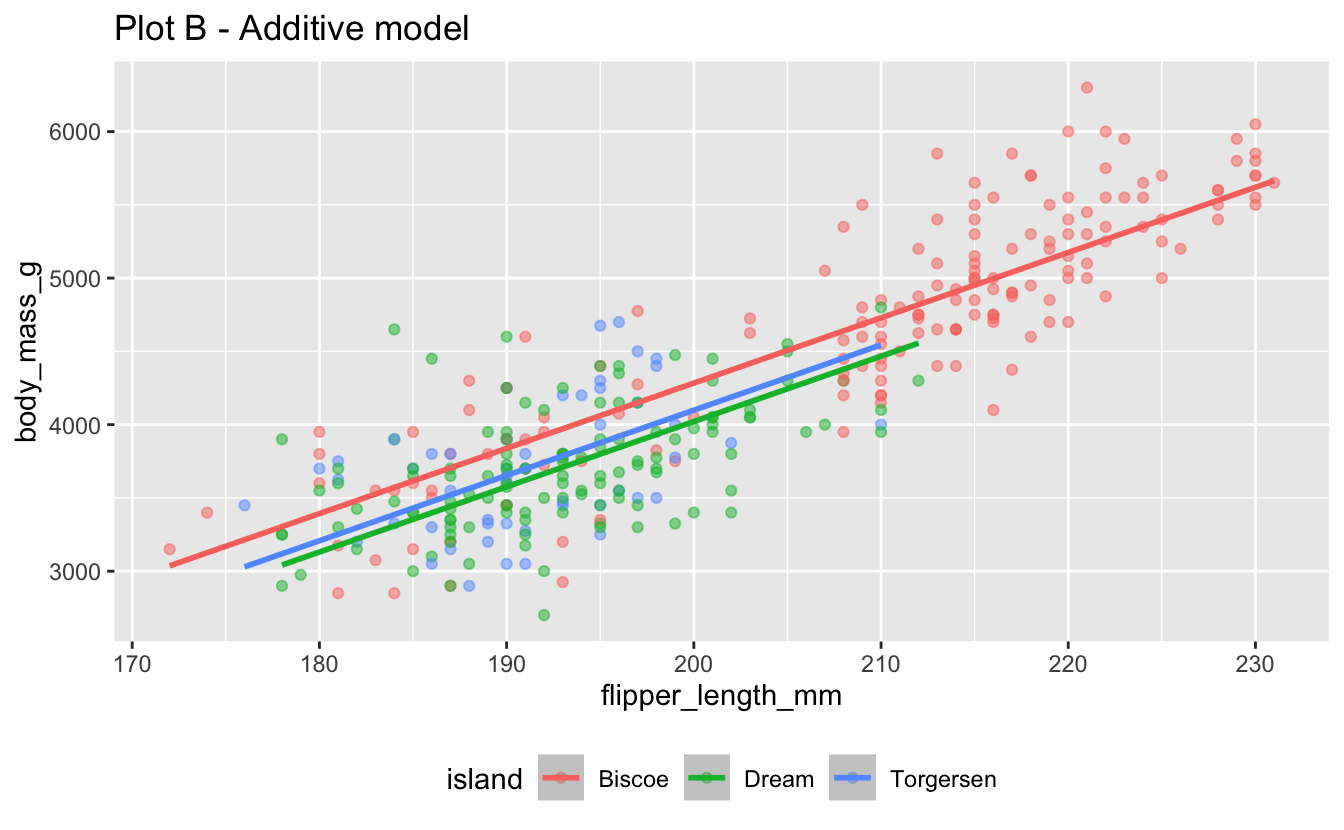 Plot B - Additive model
body_mass_g
6000
5000
4000
3000
170 180 190 200 210 220 230
flipper_length_mm
island Biscoe Dream Torgersen